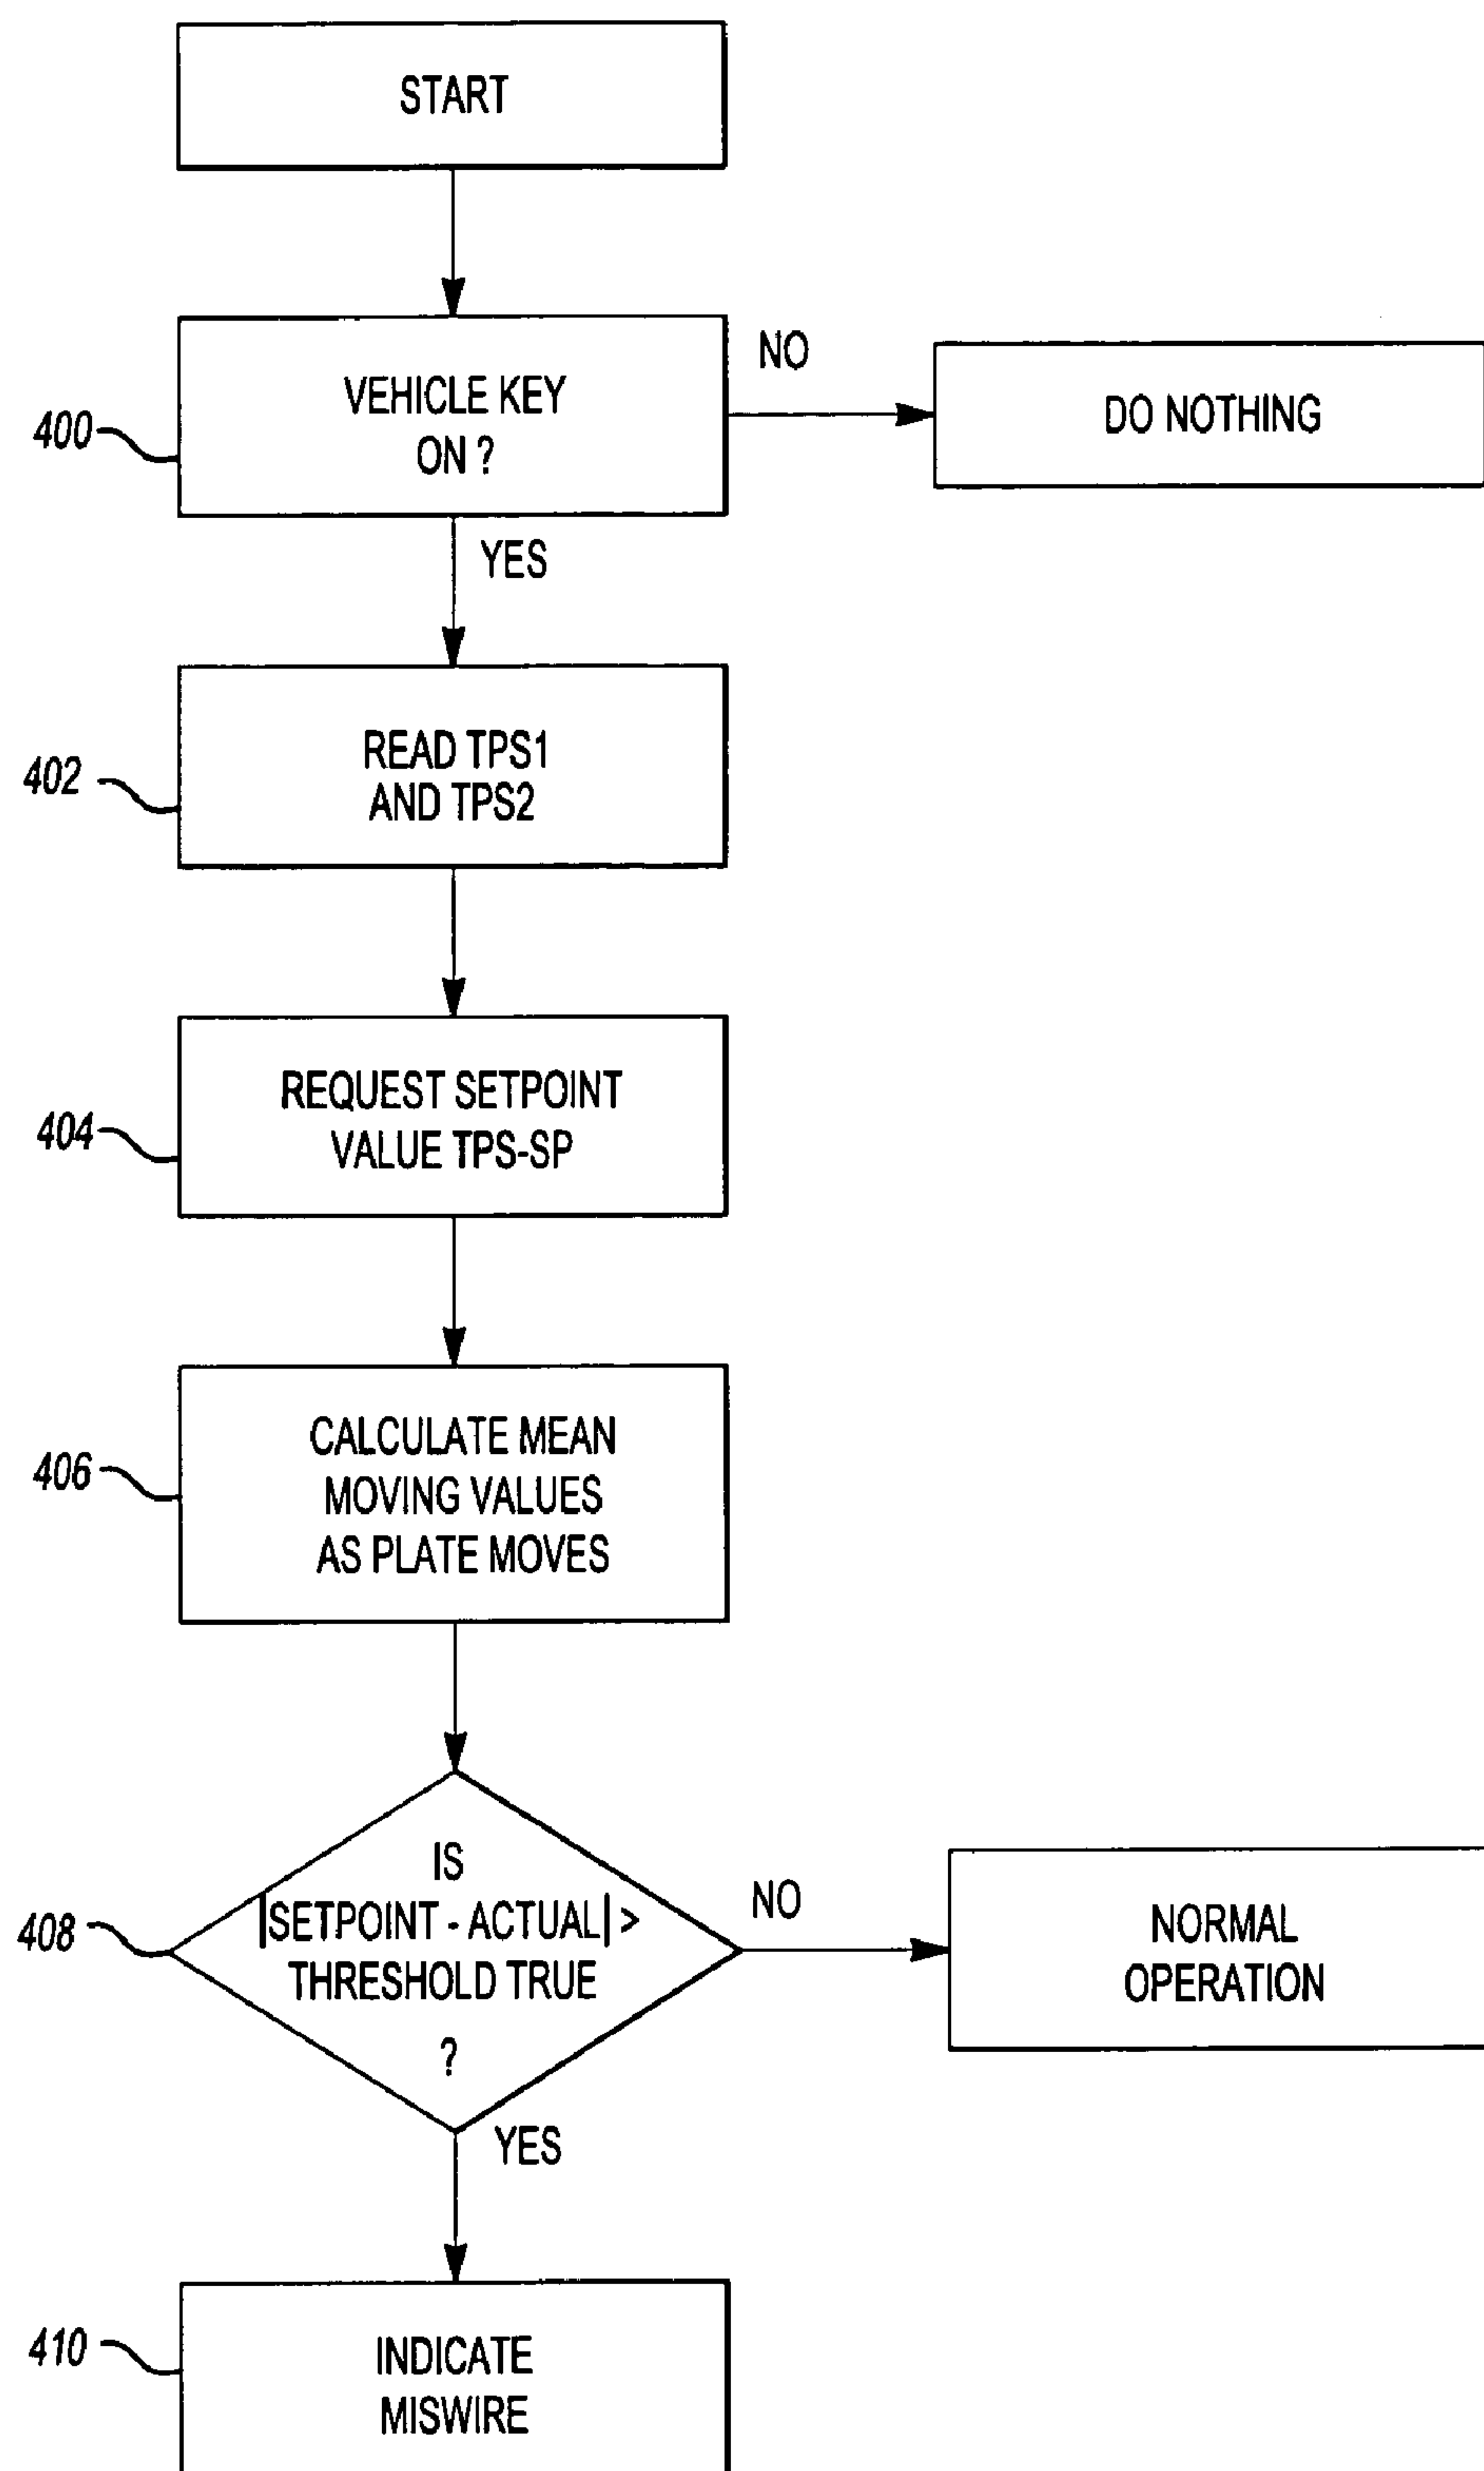 START
400
VEHICLE KEY
ON ?
NO
DO NOTHING
YES
402
READ TPS1
AND TPS2
404
REQUEST SETPOINT
VALUE TPS-SP
406
CALCULATE MEAN
MOVING VALUES
AS PLATE MOVES
408
IS
|SETPOINT - ACTUAL| >
THRESHOLD TRUE
?
NO
NORMAL
OPERATION
YES
410
INDICATE
MISWIRE